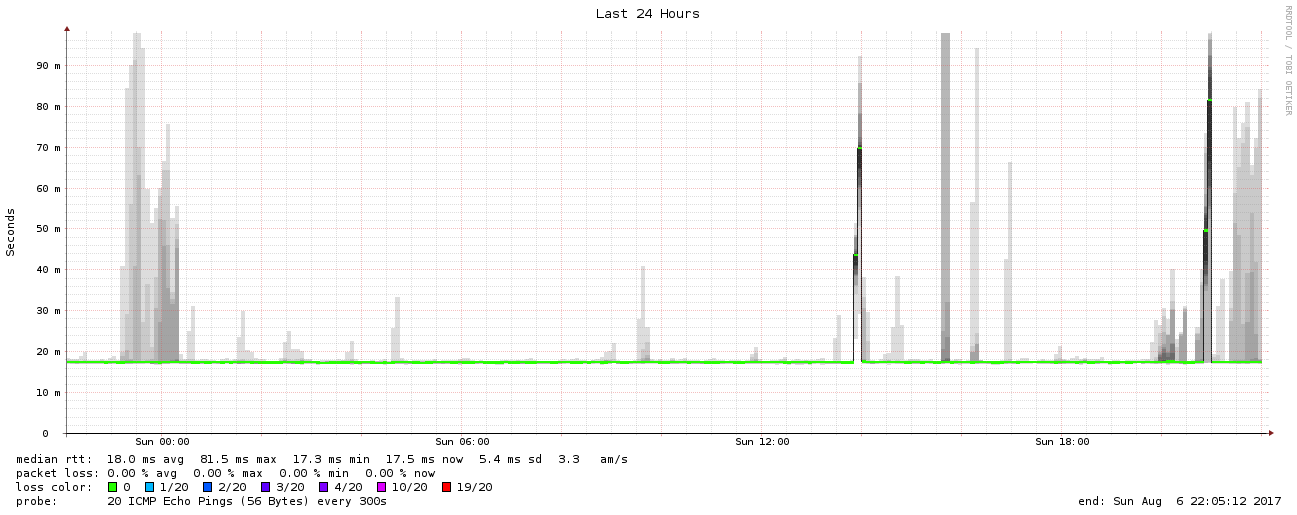 Last 24 Hours
RRDTOOL / TOBI OETIKER
Seconds
90 m
80 m
70 m
60 m
50 m
40 m
30 m
20 m
10 m
0
Sun 00:00 Sun 06:00 Sun 12:00 Sun 18:00
median rtt: 18.0 ms avg 81.5 ms max 17.3 ms min 17.5 ms now 5.4 ms sd 3.3 am/s
packet loss: 0.00 % avg 0.00 % max 0.00 % min 0.00 % now
loss color: 0 1/20 2/20 3/20 4/20 10/20 19/20
probe: 20 ICMP Echo Pings (56 Bytes) every 300s end: Sun Aug 6 22:05:12 2017